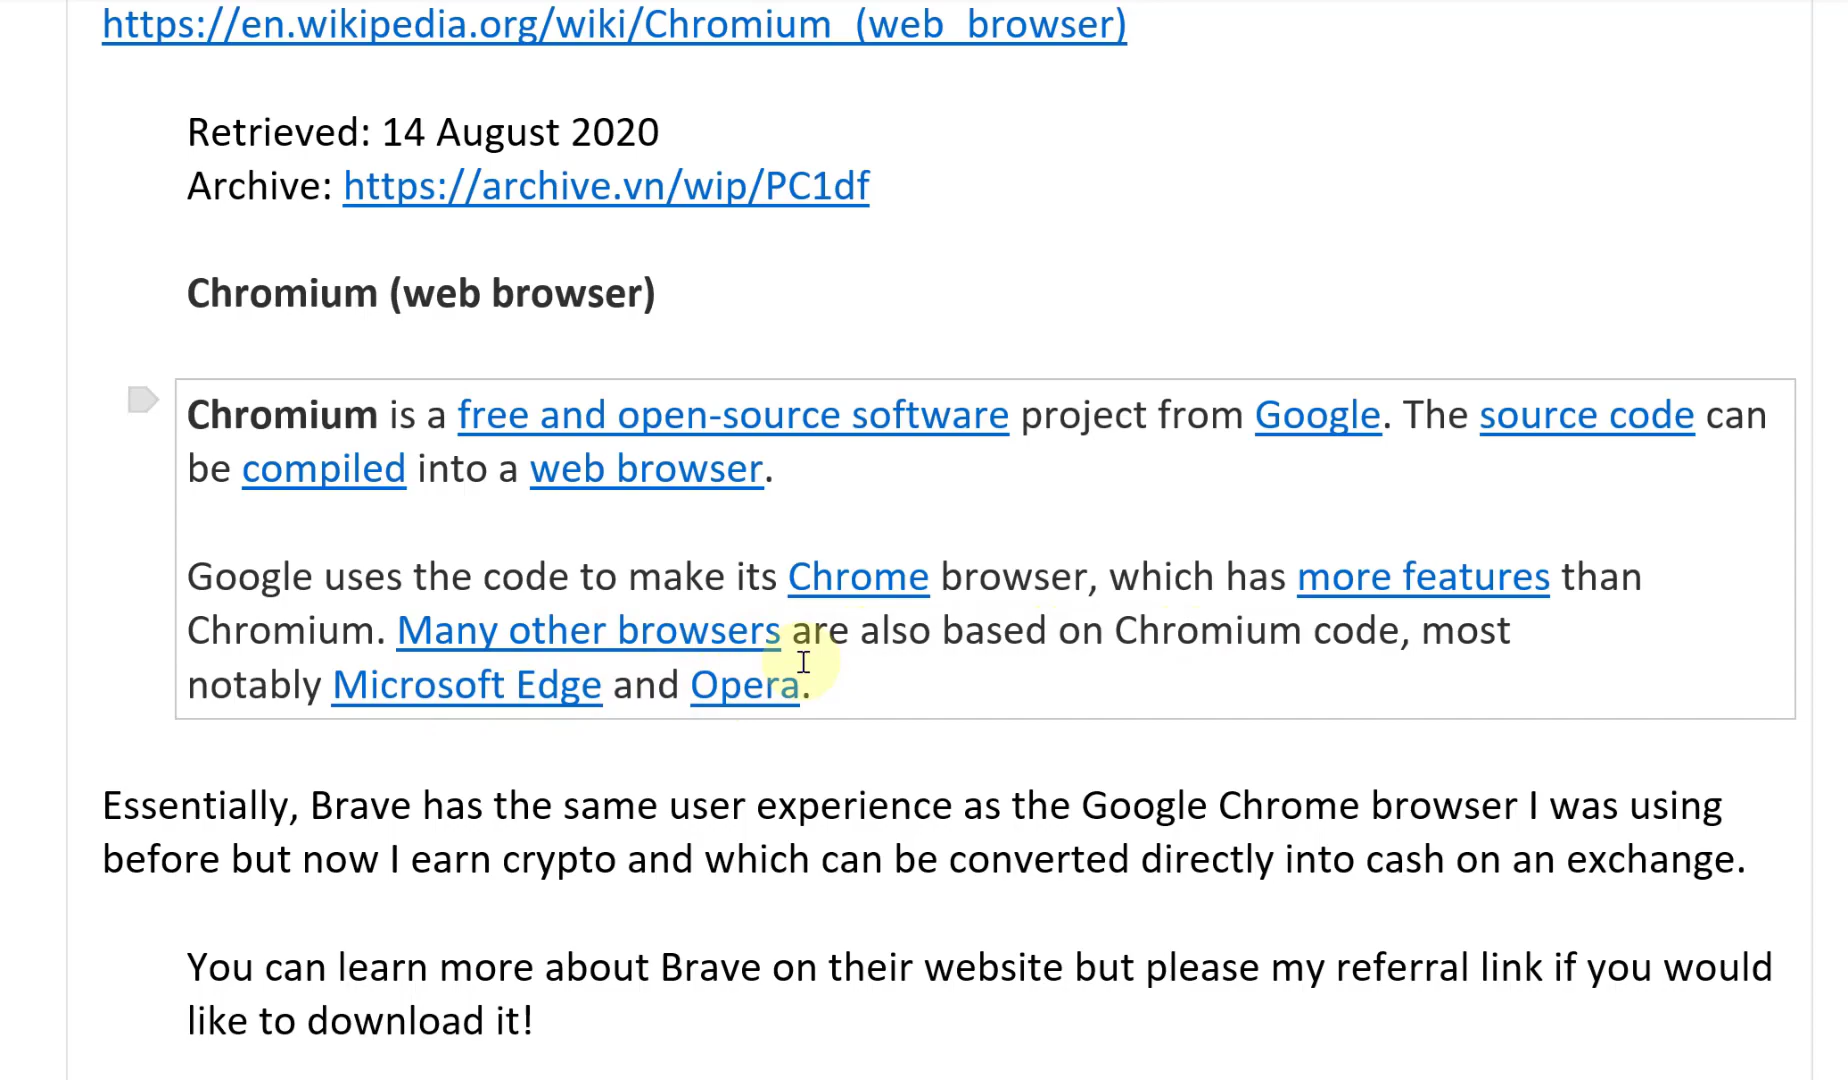 https://en.wikipedia.org/wiki/Chromium_(web_browser)
Retrieved: 14 August 2020
Archive: https://archive.vn/wip/PC1df
Chromium (web browser)
Chromium is a free and open-source software project from Google. The source code can
be compiled into a web browser.
Google uses the code to make its Chrome browser, which has more features than
Chromium. Many other browsers are also based on Chromium code, most
notably Microsoft Edge and Opera.
Essentially, Brave has the same user experience as the Google Chrome browser I was using
before but now I earn crypto and which can be converted directly into cash on an exchange.
You can learn more about Brave on their website but please my referral link if you would
like to download it!